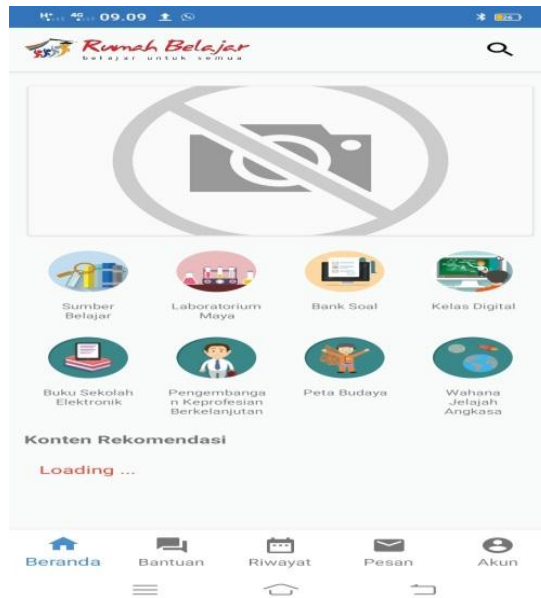 09.09
26
Rumah Belajar
belajar untuk semua
Sumber
Belajar
Laboratorium
Maya
Bank Soal
Kelas Digital
Buku Sekolah
Elektronik
Pengembanga
n Keprofesian
Berkelanjutan
Peta Budaya
Wahana
Jelajah
Angkasa
Konten Rekomendasi
Loading ...
Beranda
Bantuan
Riwayat
Pesan
Akun